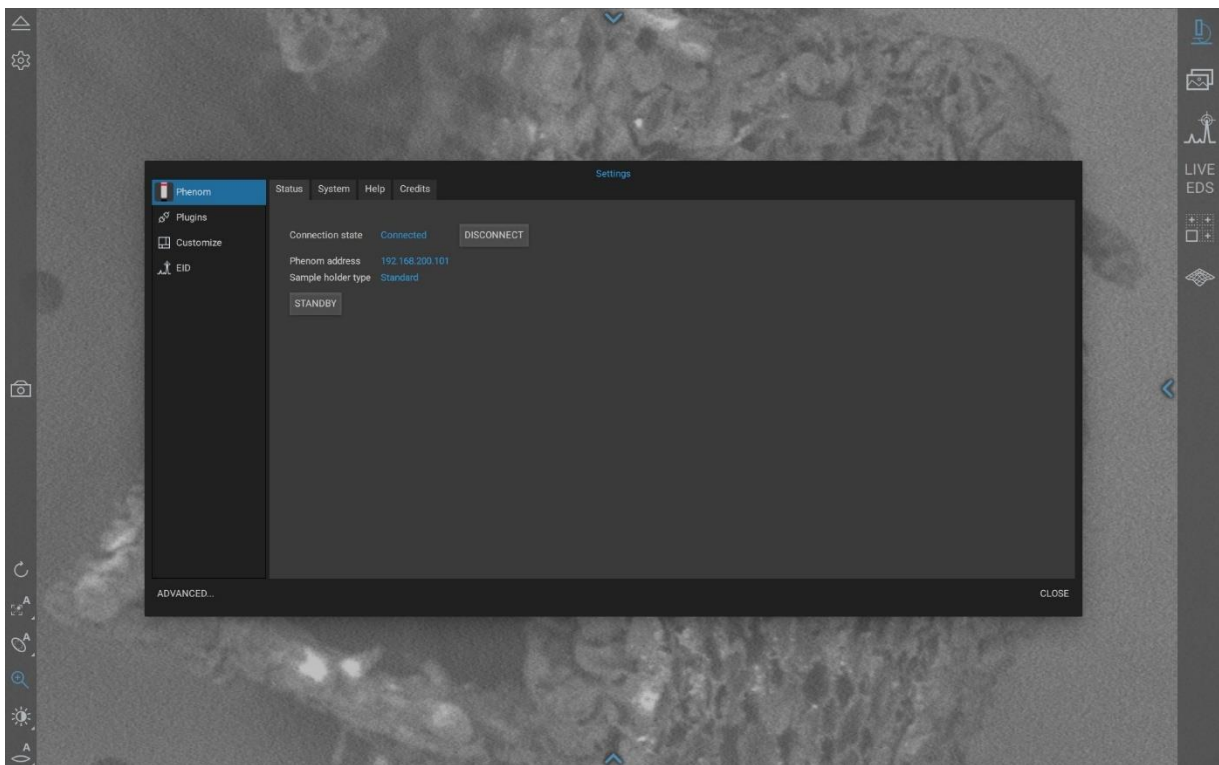 Settings
Phenom
Plugins
Customize
EID
Status System Help Credits
Connection state Connected DISCONNECT
Phenom address 192.168.200.101
Sample holder type Standard
STANDBY
ADVANCED...
CLOSE
LIVE
EDS
A
A
A